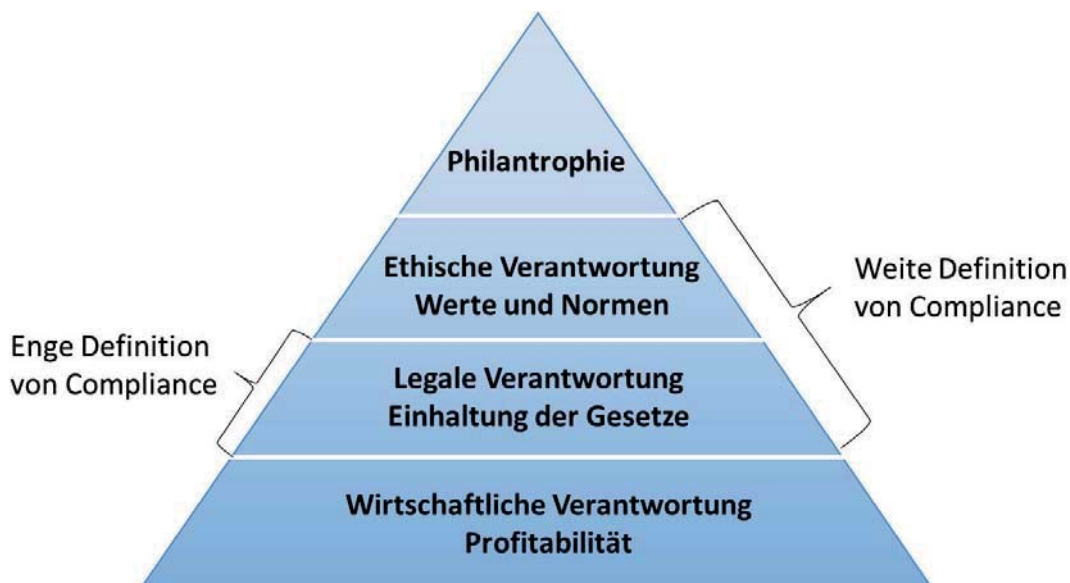 Philantrophie
Ethische Verantwortung
Werte und Normen
Weite Definition
von Compliance
Enge Definition
von Compliance
Legale Verantwortung
Einhaltung der Gesetze
Wirtschaftliche Verantwortung
Profitabilität